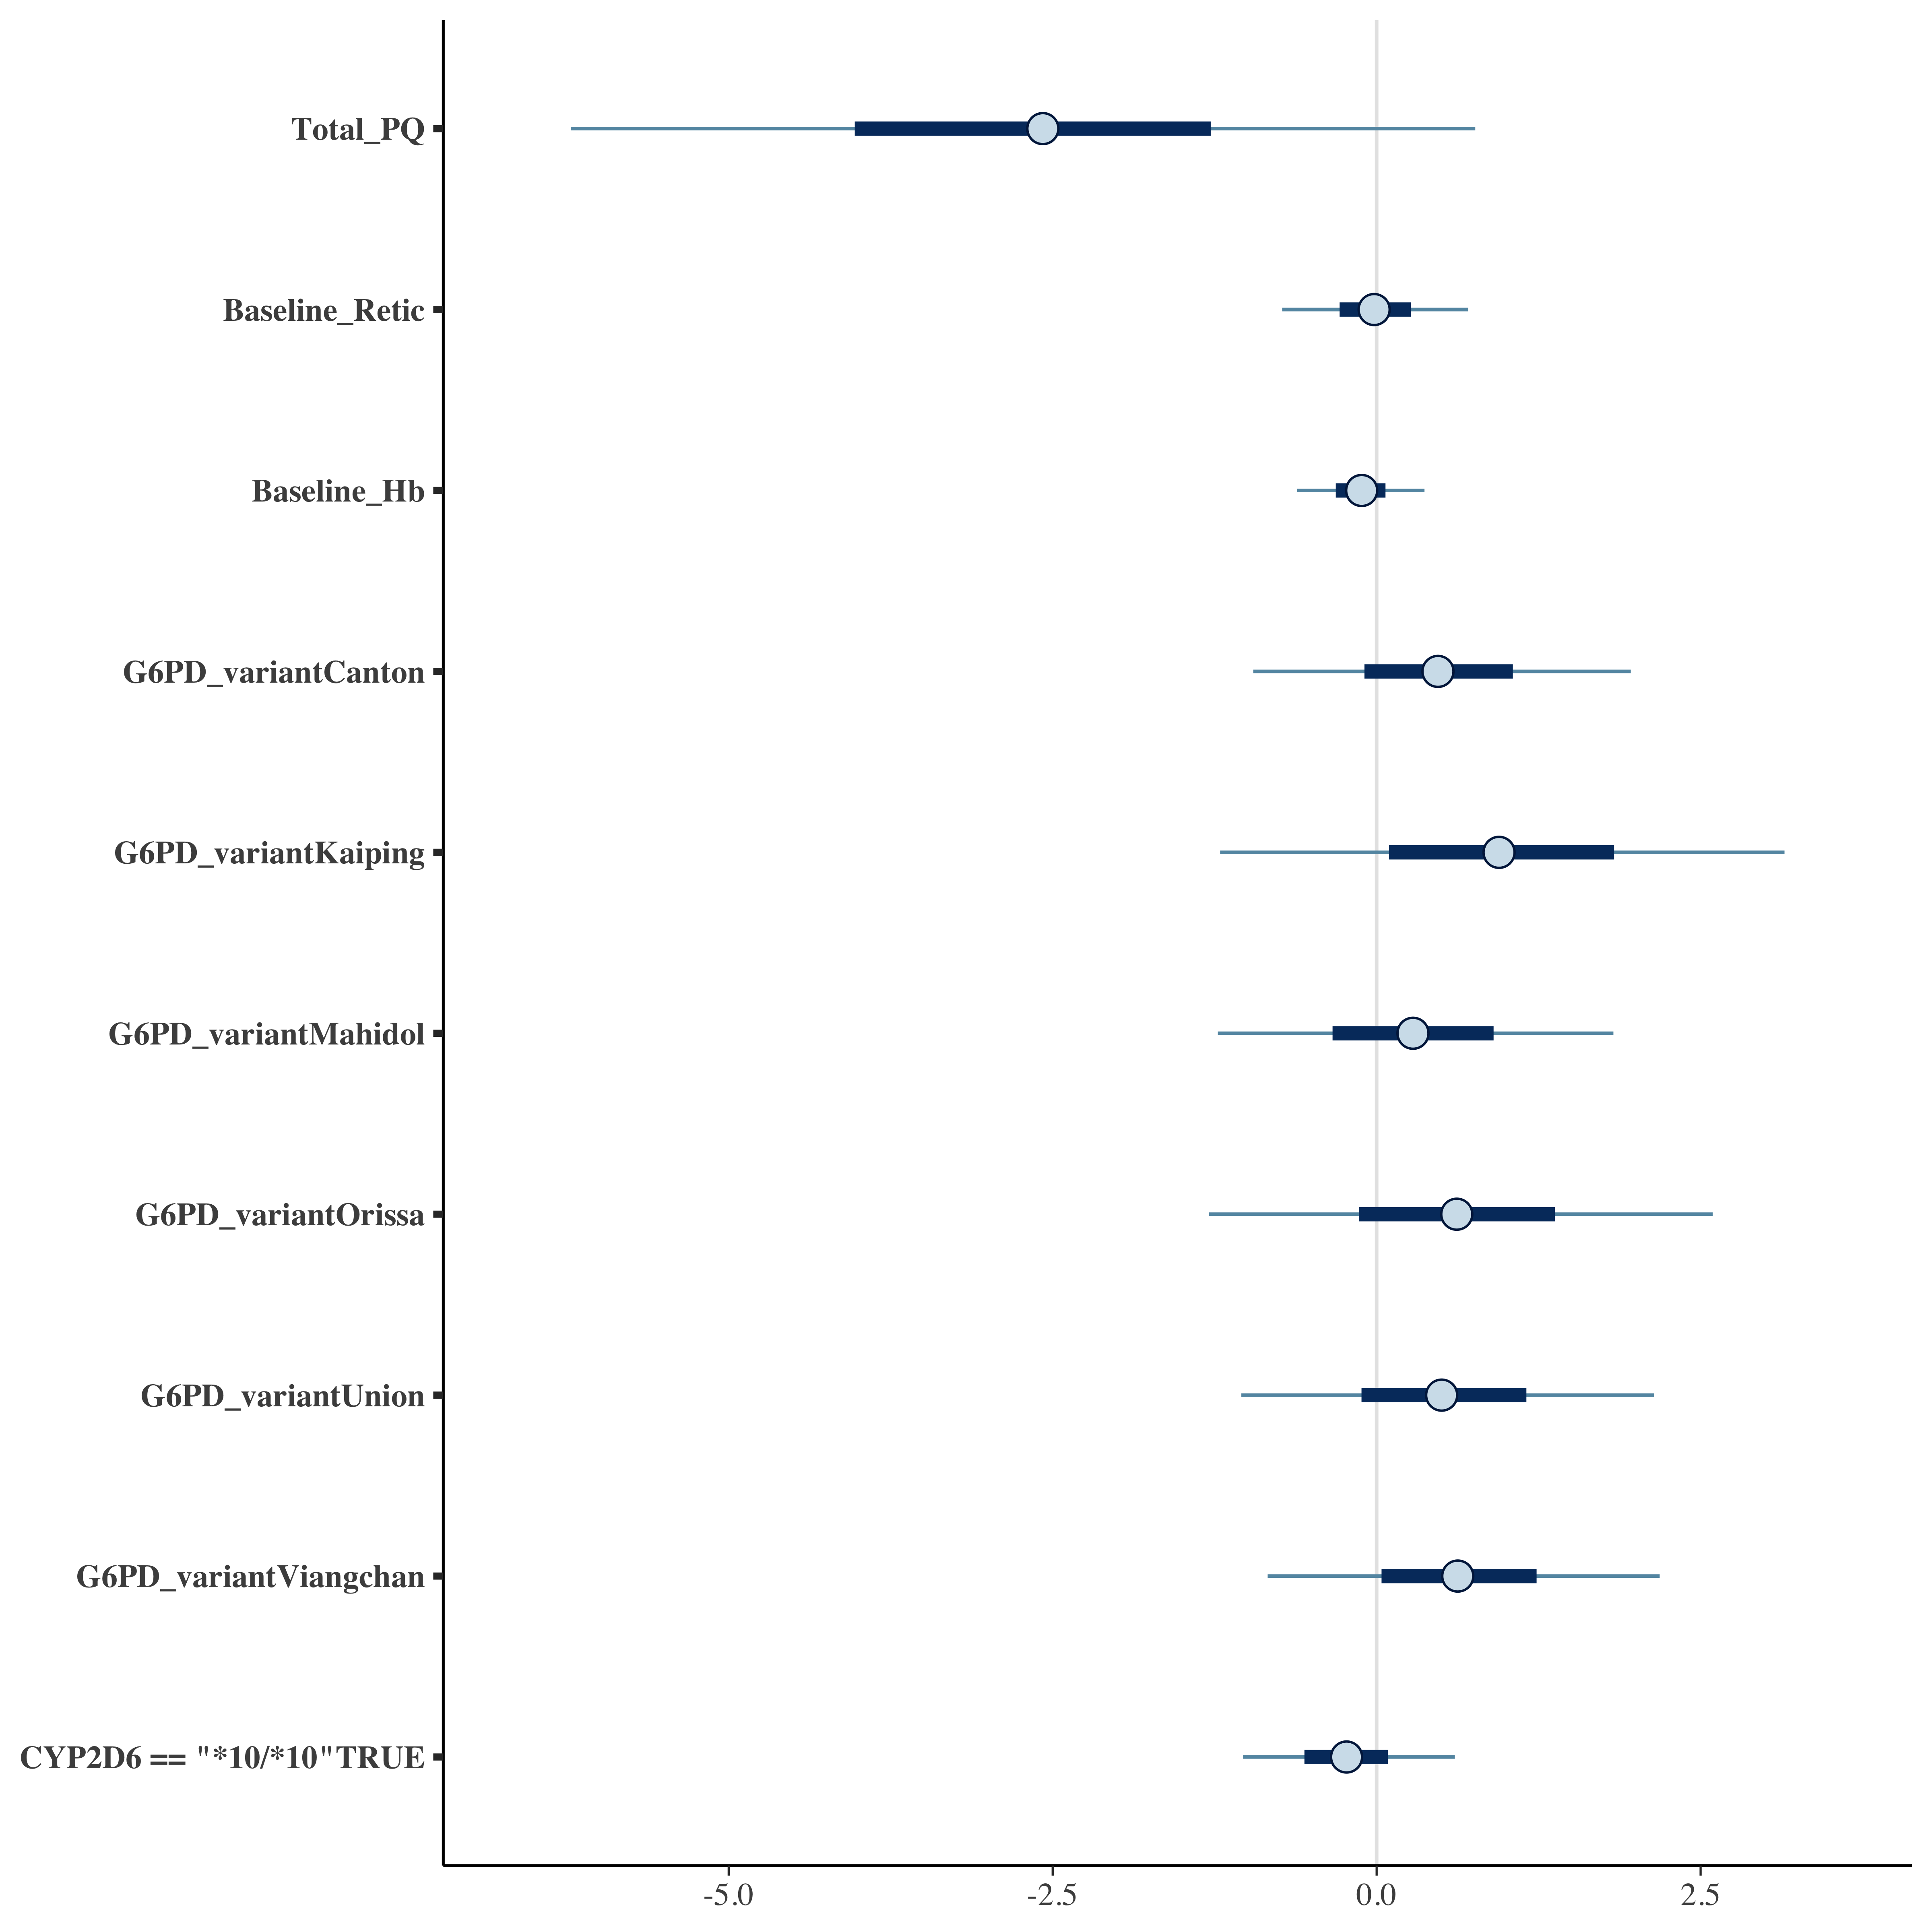 Total_PQ
Baseline_Retic
Baseline_Hb
G6PD_variantCanton
G6PD_variantKaiping
G6PD_variantMahidol
G6PD_variantOrissa
G6PD_variantUnion
G6PD_variantViangchan
CYP2D6 == "*10/*10"TRUE
-5.0 -2.5 0.0 2.5